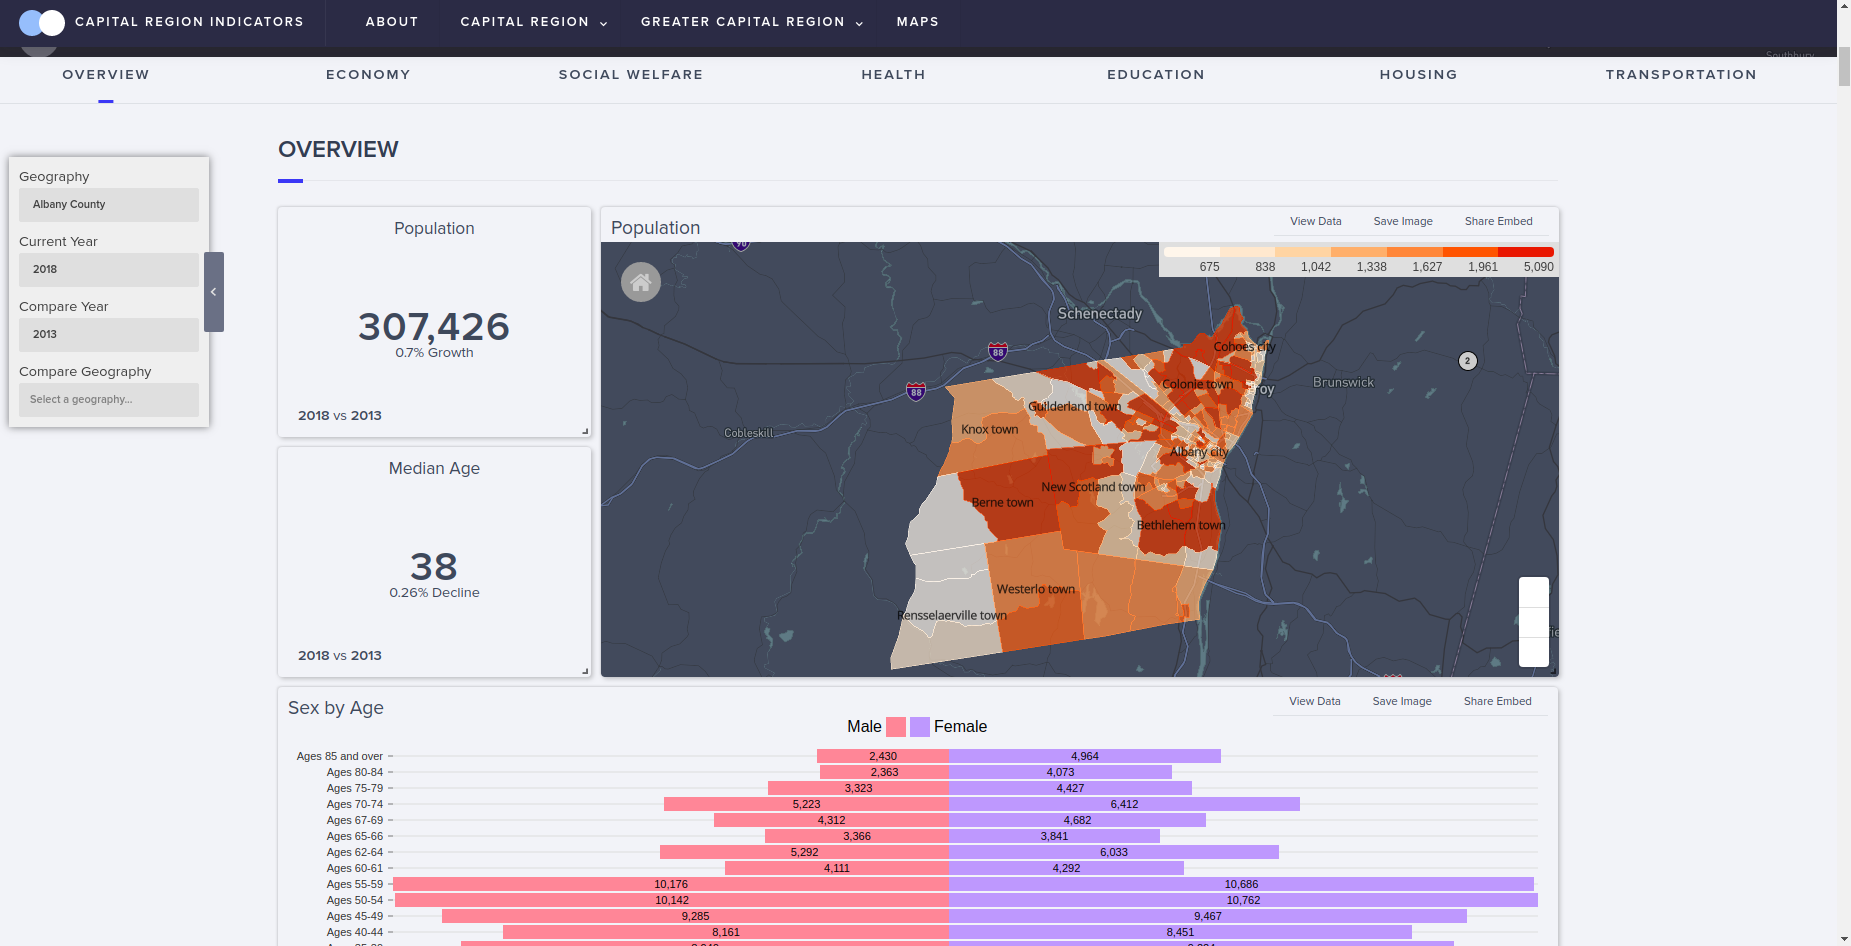 CAPITAL REGION INDICATORS
ABOUT
CAPITAL REGION
GREATER CAPITAL REGION
MAPS
Southbury
OVERVIEW
ECONOMY
SOCIAL WELFARE
HEALTH
EDUCATION
HOUSING
TRANSPORTATION
OVERVIEW
Geography
Albany County
Current Year
2018
Compare Year
2013
Compare Geography
Select a geography...
Population
307,426
0.7% Growth
2018 vs 2013
Median Age
38
0.26% Decline
2018 vs 2013
Population
View Data
Save Image
Share Embed
675 838 1,042 1,338 1,627 1,961 5,090
90
Schenectady
Cohoes city
88
2
Colonie town
Brunswick
88
roy
Guilderland town
Knox town
Cobleskill
Albany city
New Scotland town
Berne town
Bethlehem town
Westerlo town
Rensselaerville town
Sex by Age
View Data
Save Image
Share Embed
Male Female
Ages 85 and over 2,430 4,964
Ages 80-84 2,363 4,073
Ages 75-79 3,323 4,427
Ages 70-74 5,223 6,412
Ages 67-69 4,312 4,682
Ages 65-66 3,366 3,841
Ages 62-64 5,292 6,033
Ages 60-61 4,111 4,292
Ages 55-59 10,176 10,686
Ages 50-54 10,142 10,762
Ages 45-49 9,285 9,467
Ages 40-44 8,161 8,451